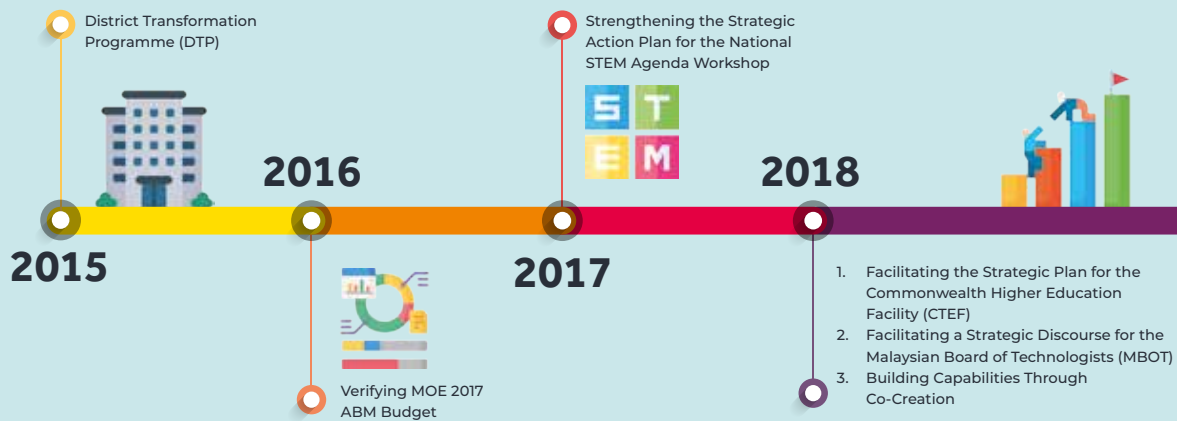 District Transformation
Programme (DTP)
2015
2016
Verifying MOE 2017
ABM Budget
Strengthening the Strategic
Action Plan for the National
STEM Agenda Workshop
S T
E M
2017
2018
1. Facilitating the Strategic Plan for the
Commonwealth Higher Education
Facility (CTEF)
2. Facilitating a Strategic Discourse for the
Malaysian Board of Technologists (MBOT)
3. Building Capabilities Through
Co-Creation